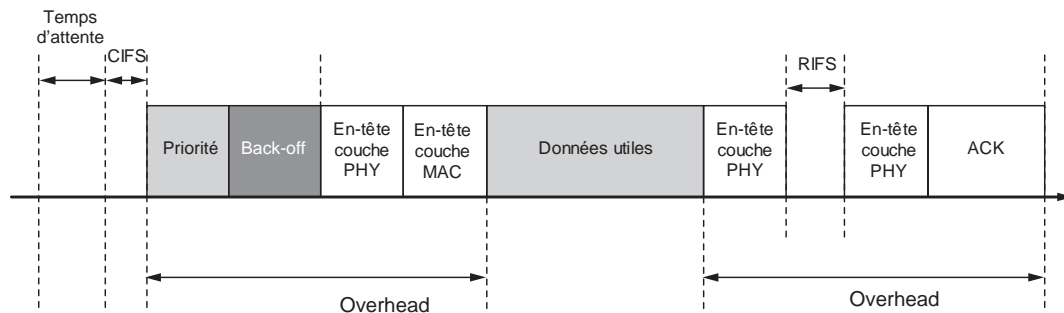 Temps
d'attente
CIFS
RIFS
Priorité
Back-off
En-tête
couche
PHY
En-tête
couche
MAC
Données utiles
En-tête
couche
PHY
En-tête
couche
PHY
ACK
Overhead
Overhead